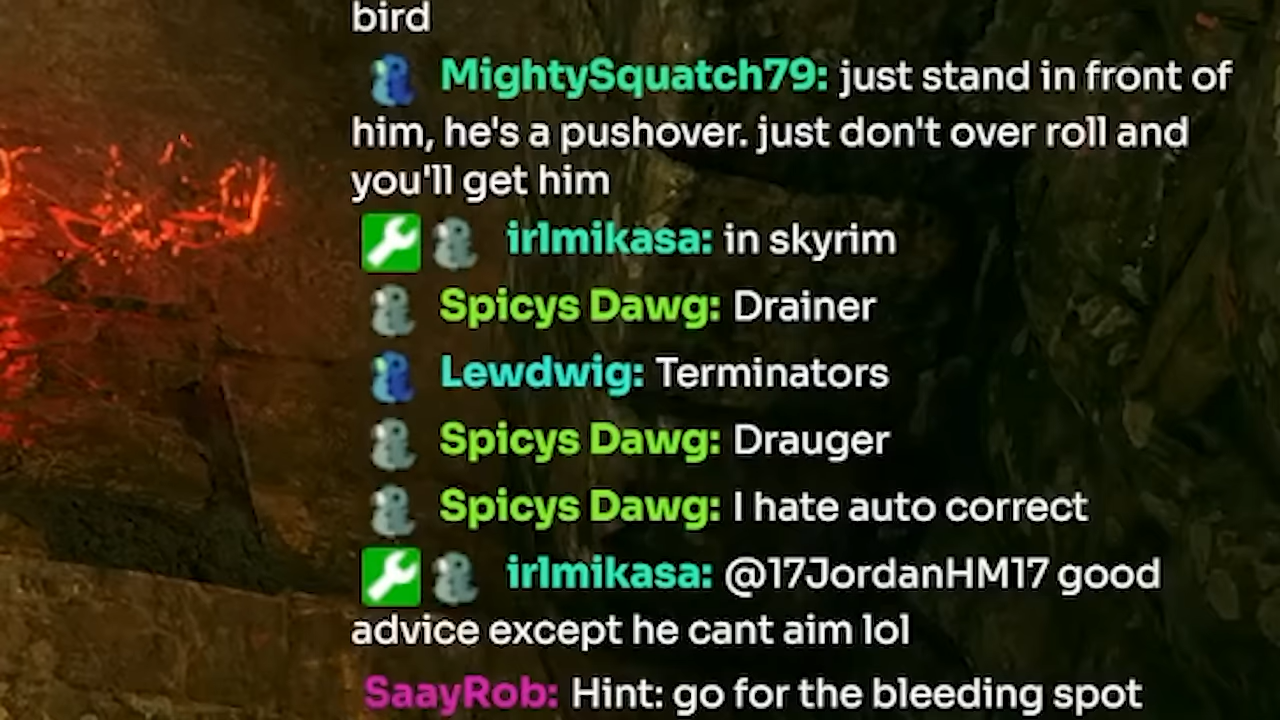 bird
MightySquatch79: just stand in front of
him, he's a pushover. just don't over roll and
you'll get him
irlmikasa: in skyrim
Spicys Dawg: Drainer
Lewdwig: Terminators
Spicys Dawg: Drauger
Spicys Dawg: I hate auto correct
irlmikasa: @17JordanHM17 good
advice except he cant aim lol
SaayRob: Hint: go for the bleeding spot